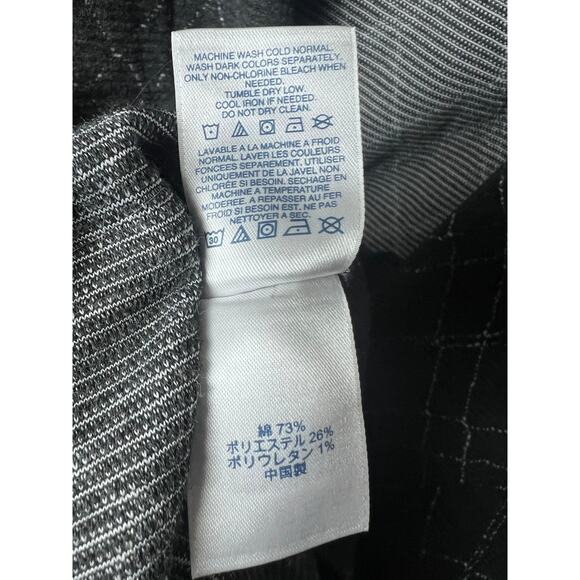 MACHINE WASH COLD NORMAL.
WASH DARK COLORS SEPARATELY.
ONLY NON-CHLORINE BLEACH WHEN
NEEDED.
TUMBLE DRY LOW.
COOL IRON IF NEEDED.
DO NOT DRY CLEAN.
LAVABLE A LA MACHINE A FROID
NORMAL. LAVER LES COULEURS
FONCEES SEPAREMENT. UTILISER
UNIQUEMENT DE LA JAVEL NON
CHLORINE SI BESOIN. SECHAGE EN
MACHINE A TEMPERATURE
MODEREE. A REPASSER AU FER
FROID SI BESOIN. NE PAS
NETTOYER A SEC.
30
綿 73%
ポリエステル 26%
ポリウレタン 1%
中国製